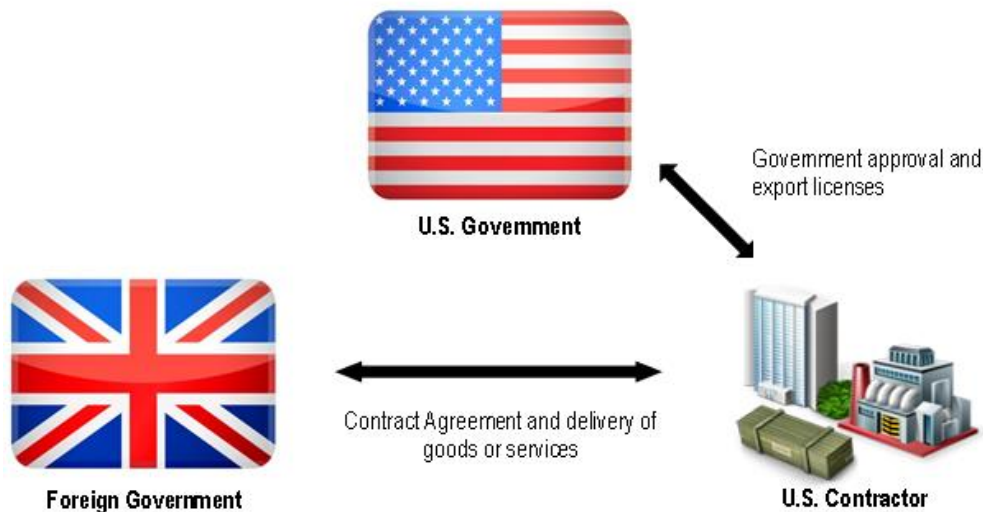 U.S. Government
Government approval and
export licenses
Contract Agreement and delivery of
goods or services
Foreign Government
U.S. Contractor